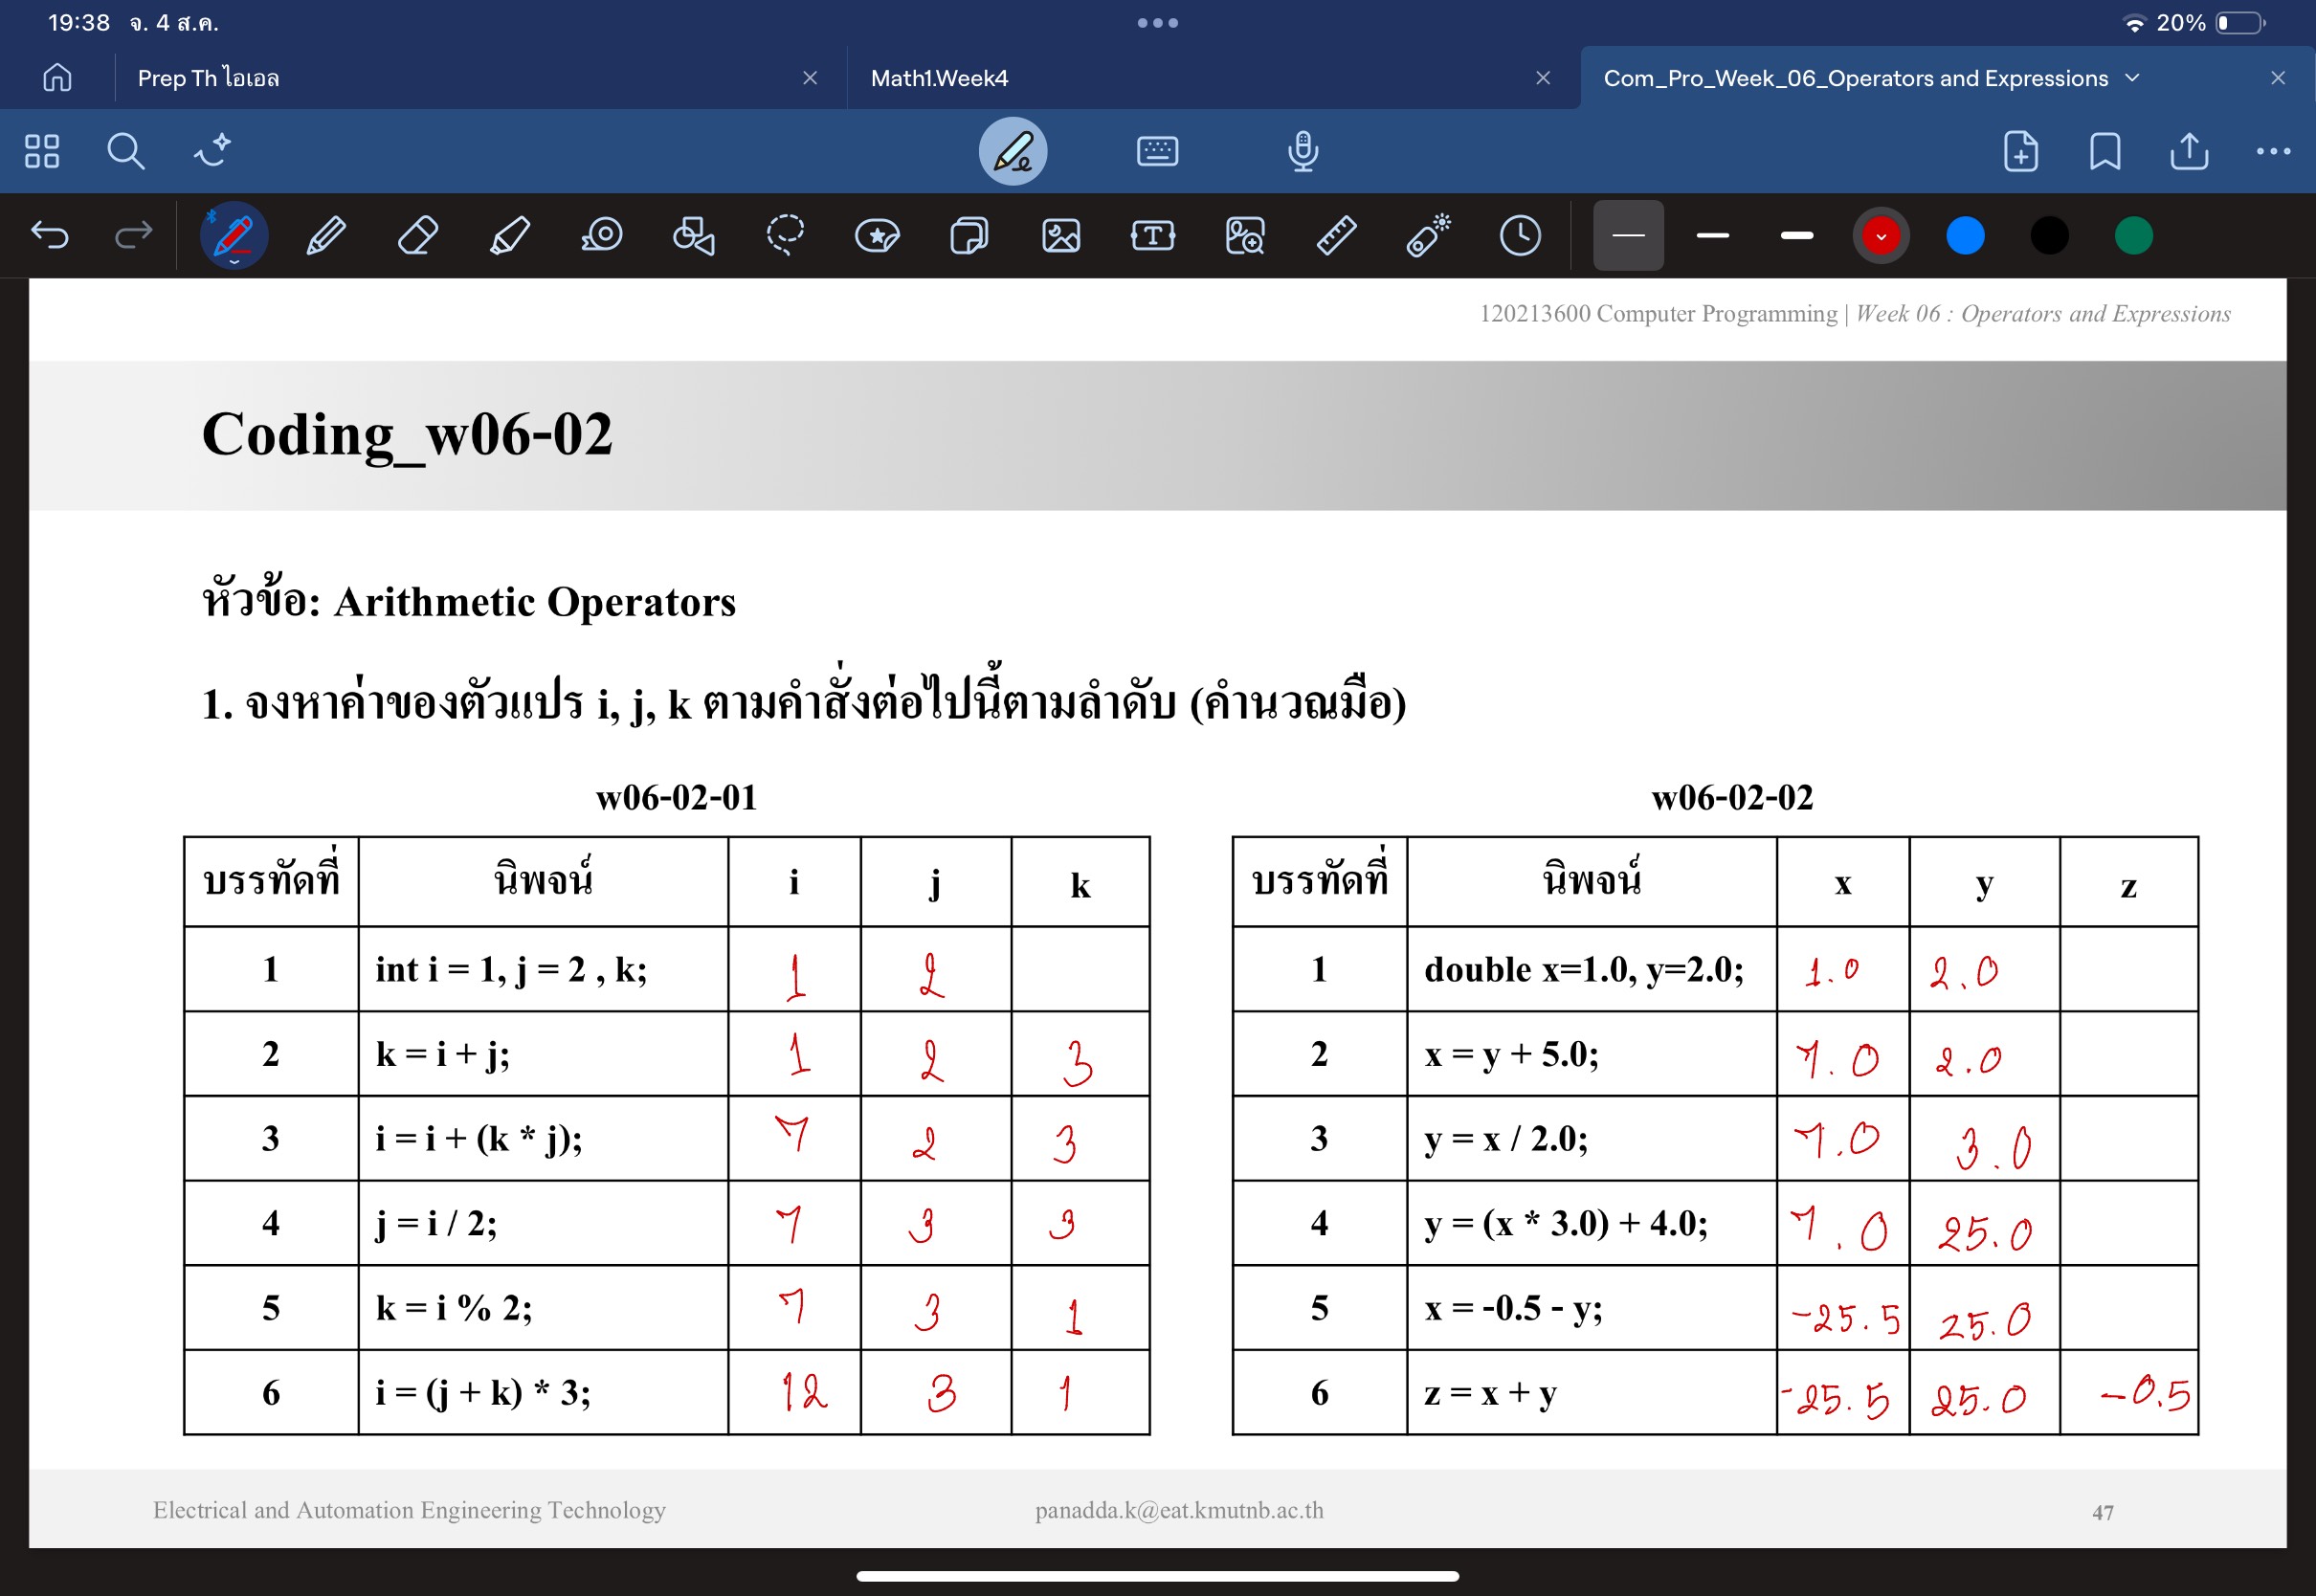 19:38 จ. 4 ส.ค. 20%
Prep Th ไอเอล Math1.Week4 Com_Pro_Week_06_Operators and Expressions
120213600 Computer Programming | Week 06 : Operators and Expressions
Coding_w06-02
หัวข้อ: Arithmetic Operators
1. จงหาค่าของตัวแปร i, j, k ตามคำสั่งต่อไปนี้ตามลำดับ (คำนวณมือ)
w06-02-01
บรรทัดที่ นิพจน์ i j k
1 int i = 1, j = 2 , k; 1 2
2 k = i + j; 1 2 3
3 i = i + (k * j); 7 2 3
4 j = i / 2; 7 3 3
5 k = i % 2; 7 3 1
6 i = (j + k) * 3; 12 3 1
w06-02-02
บรรทัดที่ นิพจน์ x y z
1 double x=1.0, y=2.0; 1.0 2.0
2 x = y + 5.0; 7.0 2.0
3 y = x / 2.0; 7.0 3.0
4 y = (x * 3.0) + 4.0; 7.0 25.0
5 x = -0.5 - y; -25.5 25.0
6 z = x + y -25.5 25.0 -0.5
Electrical and Automation Engineering Technology panadda.k@eat.kmutnb.ac.th 47